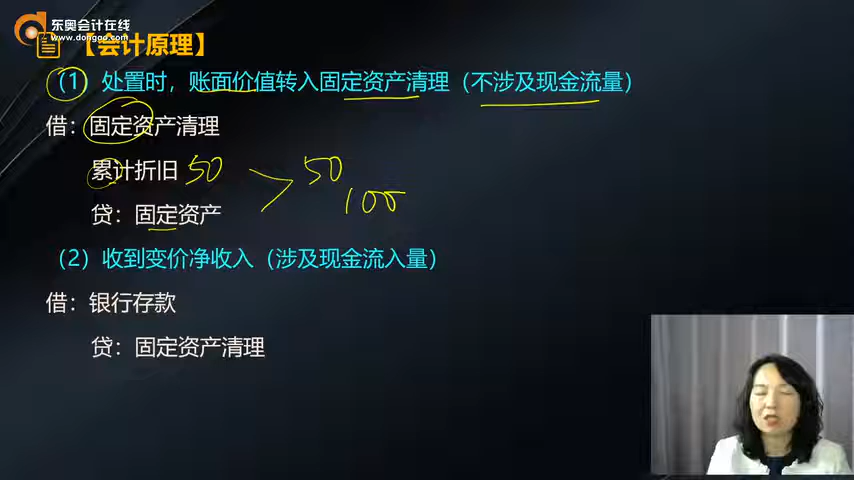 东奥会计在线
www.dongao.com
【会计原理】
（1）处置时，账面价值转入固定资产清理（不涉及现金流量）
借：固定资产清理
累计折旧 50 50
100
贷：固定资产
（2）收到变价净收入（涉及现金流入量）
借：银行存款
贷：固定资产清理